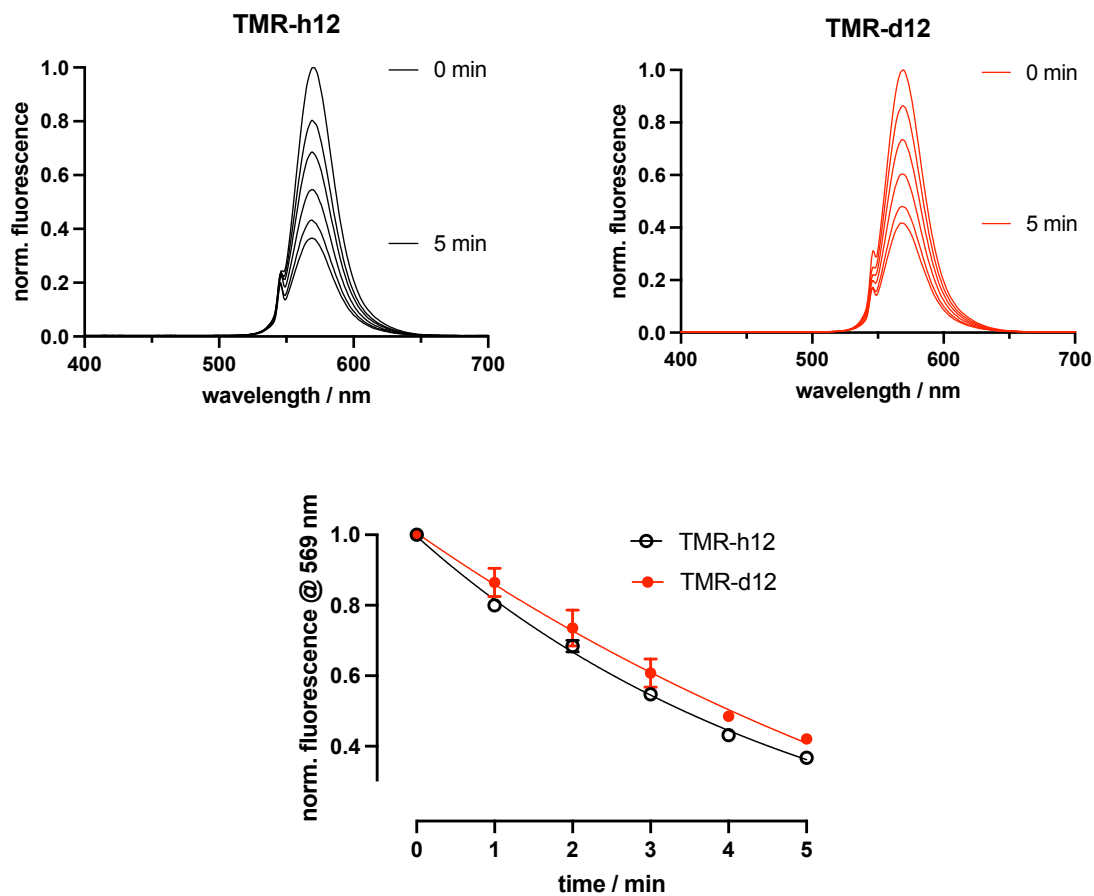 TMR-h12
norm. fluorescence
1.0
0.8
0.6
0.4
0.2
0.0
0 min
5 min
400 500 600 700
wavelength / nm
TMR-d12
norm. fluorescence
1.0
0.8
0.6
0.4
0.2
0.0
0 min
5 min
400 500 600 700
wavelength / nm
norm. fluorescence @ 569 nm
1.0
0.8
0.6
0.4
TMR-h12
TMR-d12
0 1 2 3 4 5
time / min